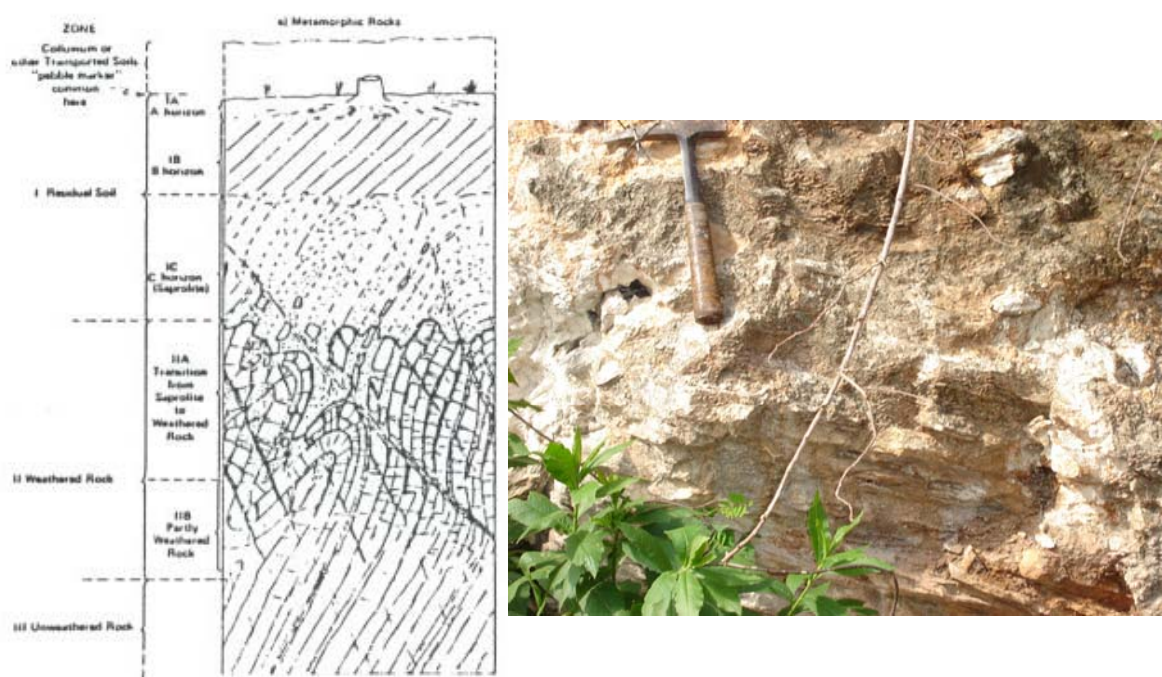 a) Metamorphic Rocks
ZONE
Colluvium or
other Transported Soils
"pebble marker"
common
here
IA
A horizon
IB
B horizon
I Residual Soil
IC
C horizon
(Saprolite)
IIA
Transition
from
Saprolite
to
Weathered
Rock
II Weathered Rock
IIB
Partly
Weathered
Rock
III Unweathered Rock